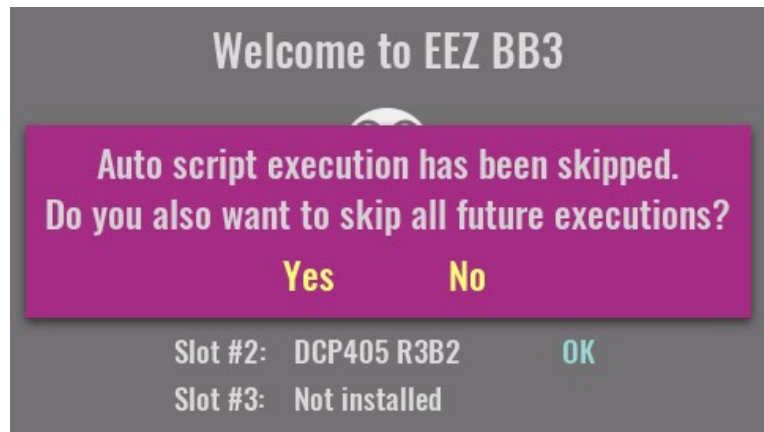 Welcome to EEZ BB3
Auto script execution has been skipped.
Do you also want to skip all future executions?
Yes No
Slot #2: DCP405 R3B2 OK
Slot #3: Not installed